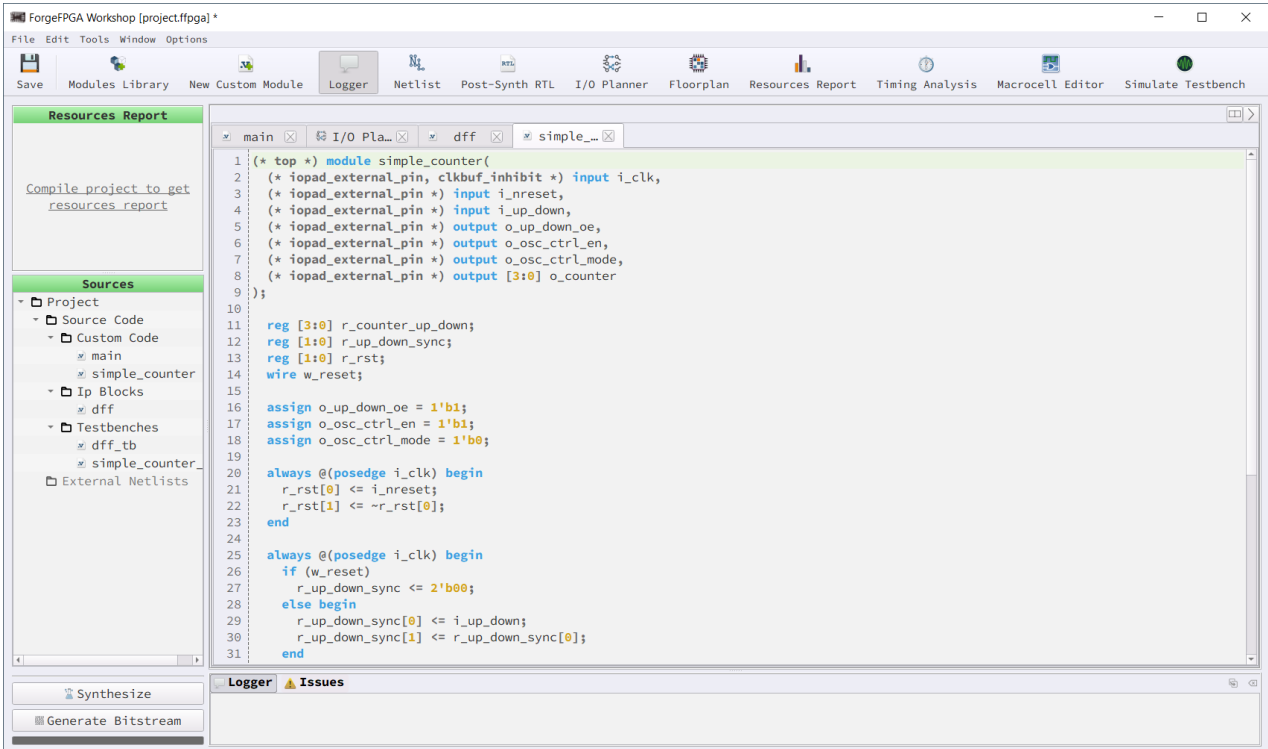 ForgeFPGA Workshop [project.ffpga] *
File Edit Tools Window Options
Save Modules Library New Custom Module Logger Netlist Post-Synth RTL I/O Planner Floorplan Resources Report Timing Analysis Macrocell Editor Simulate Testbench
Resources Report
Compile project to get
resources report
Sources
Project
Source Code
Custom Code
main
simple_counter
Ip Blocks
dff
Testbenches
dff_tb
simple_counter_
External Netlists
Synthesize
Generate Bitstream
main I/O Pla… dff simple_…
1 (* top *) module simple_counter(
2 (* iopad_external_pin, clkbuf_inhibit *) input i_clk,
3 (* iopad_external_pin *) input i_nreset,
4 (* iopad_external_pin *) input i_up_down,
5 (* iopad_external_pin *) output o_up_down_oe,
6 (* iopad_external_pin *) output o_osc_ctrl_en,
7 (* iopad_external_pin *) output o_osc_ctrl_mode,
8 (* iopad_external_pin *) output [3:0] o_counter
9 );
10
11 reg [3:0] r_counter_up_down;
12 reg [1:0] r_up_down_sync;
13 reg [1:0] r_rst;
14 wire w_reset;
15
16 assign o_up_down_oe = 1'b1;
17 assign o_osc_ctrl_en = 1'b1;
18 assign o_osc_ctrl_mode = 1'b0;
19
20 always @(posedge i_clk) begin
21 r_rst[0] <= i_nreset;
22 r_rst[1] <= ~r_rst[0];
23 end
24
25 always @(posedge i_clk) begin
26 if (w_reset)
27 r_up_down_sync <= 2'b00;
28 else begin
29 r_up_down_sync[0] <= i_up_down;
30 r_up_down_sync[1] <= r_up_down_sync[0];
31 end
Logger Issues